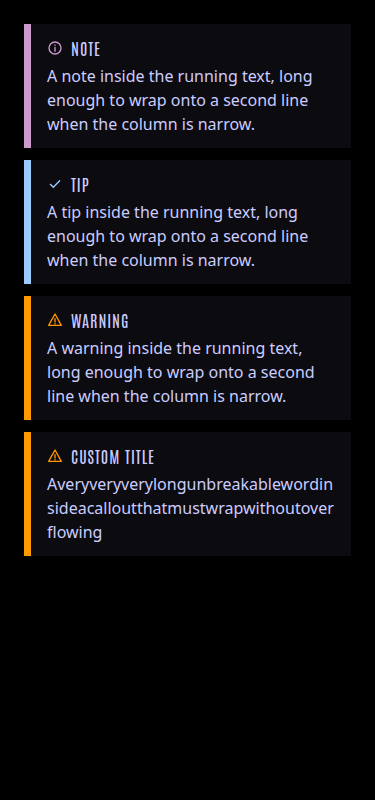 NOTE
A note inside the running text, long
enough to wrap onto a second line
when the column is narrow.
TIP
A tip inside the running text, long
enough to wrap onto a second line
when the column is narrow.
WARNING
A warning inside the running text,
long enough to wrap onto a second
line when the column is narrow.
CUSTOM TITLE
Averyveryverylongunbreakablewordin
sideacalloutthatmustwrapwithoutover
flowing